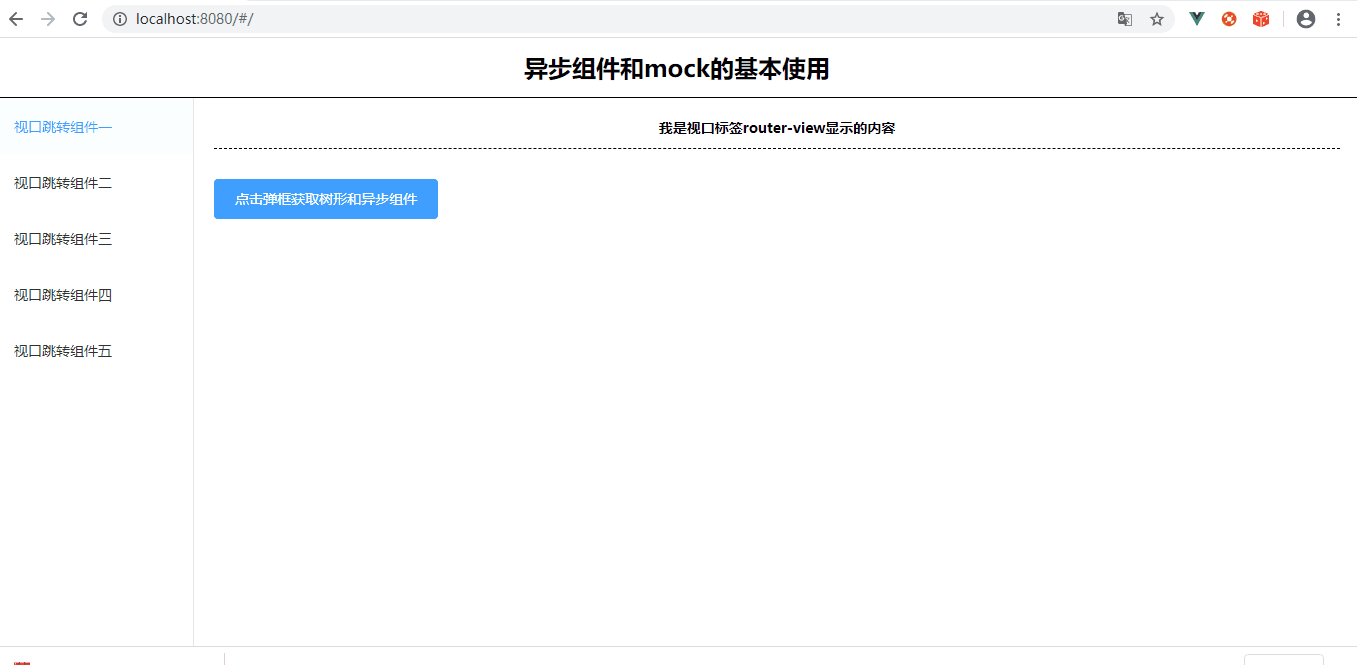 localhost:8080/#/
异步组件和mock的基本使用
视口跳转组件一
视口跳转组件二
视口跳转组件三
视口跳转组件四
视口跳转组件五
我是视口标签router-view显示的内容
点击弹框获取树形和异步组件